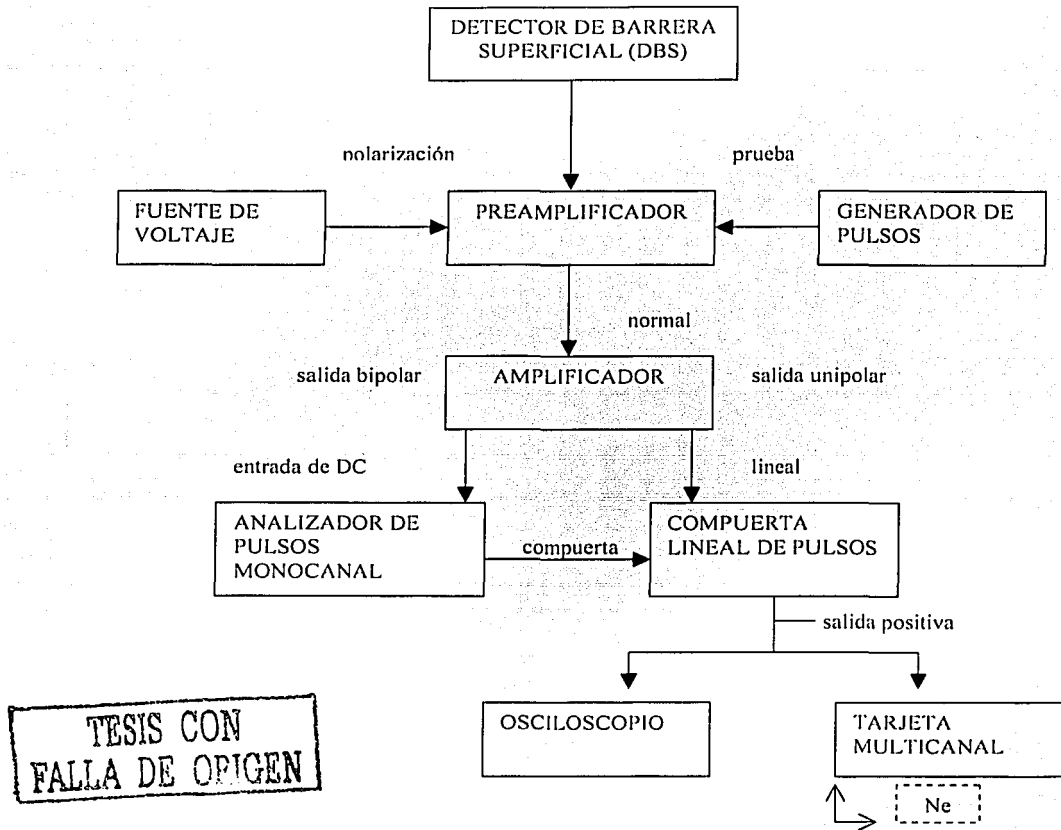 DETECTOR DE BARRERA
SUPERFICIAL (DBS)
nolarización
prueba
FUENTE DE
VOLTAJE
PREAMPLIFICADOR
GENERADOR DE
PULSOS
normal
salida bipolar
AMPLIFICADOR
salida unipolar
entrada de DC
lineal
ANALIZADOR DE
PULSOS
MONOCANAL
compuerta
COMPUERTA
LINEAL DE PULSOS
salida positiva
OSCILOSCOPIO
TARJETA
MULTICANAL
Ne
TESIS CON
FALLA DE ORIGEN